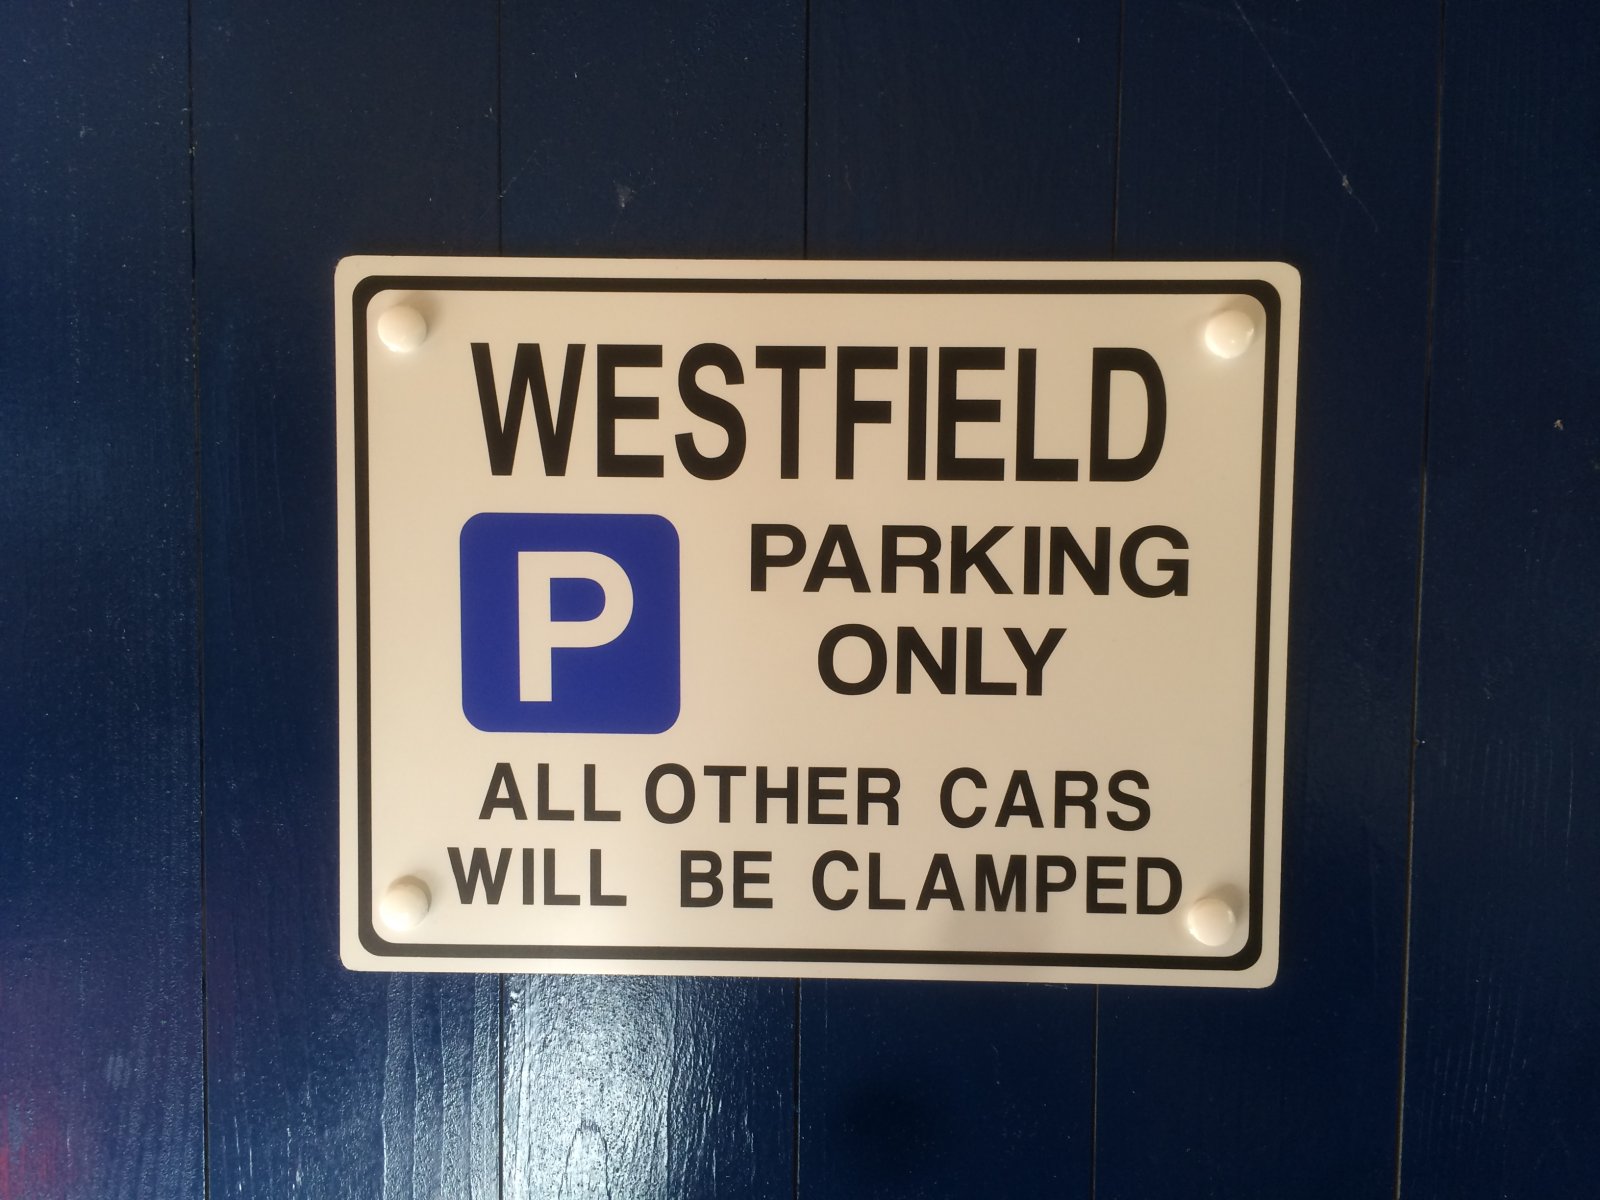 WESTFIELD
P
PARKING
ONLY
ALL OTHER CARS
WILL BE CLAMPED